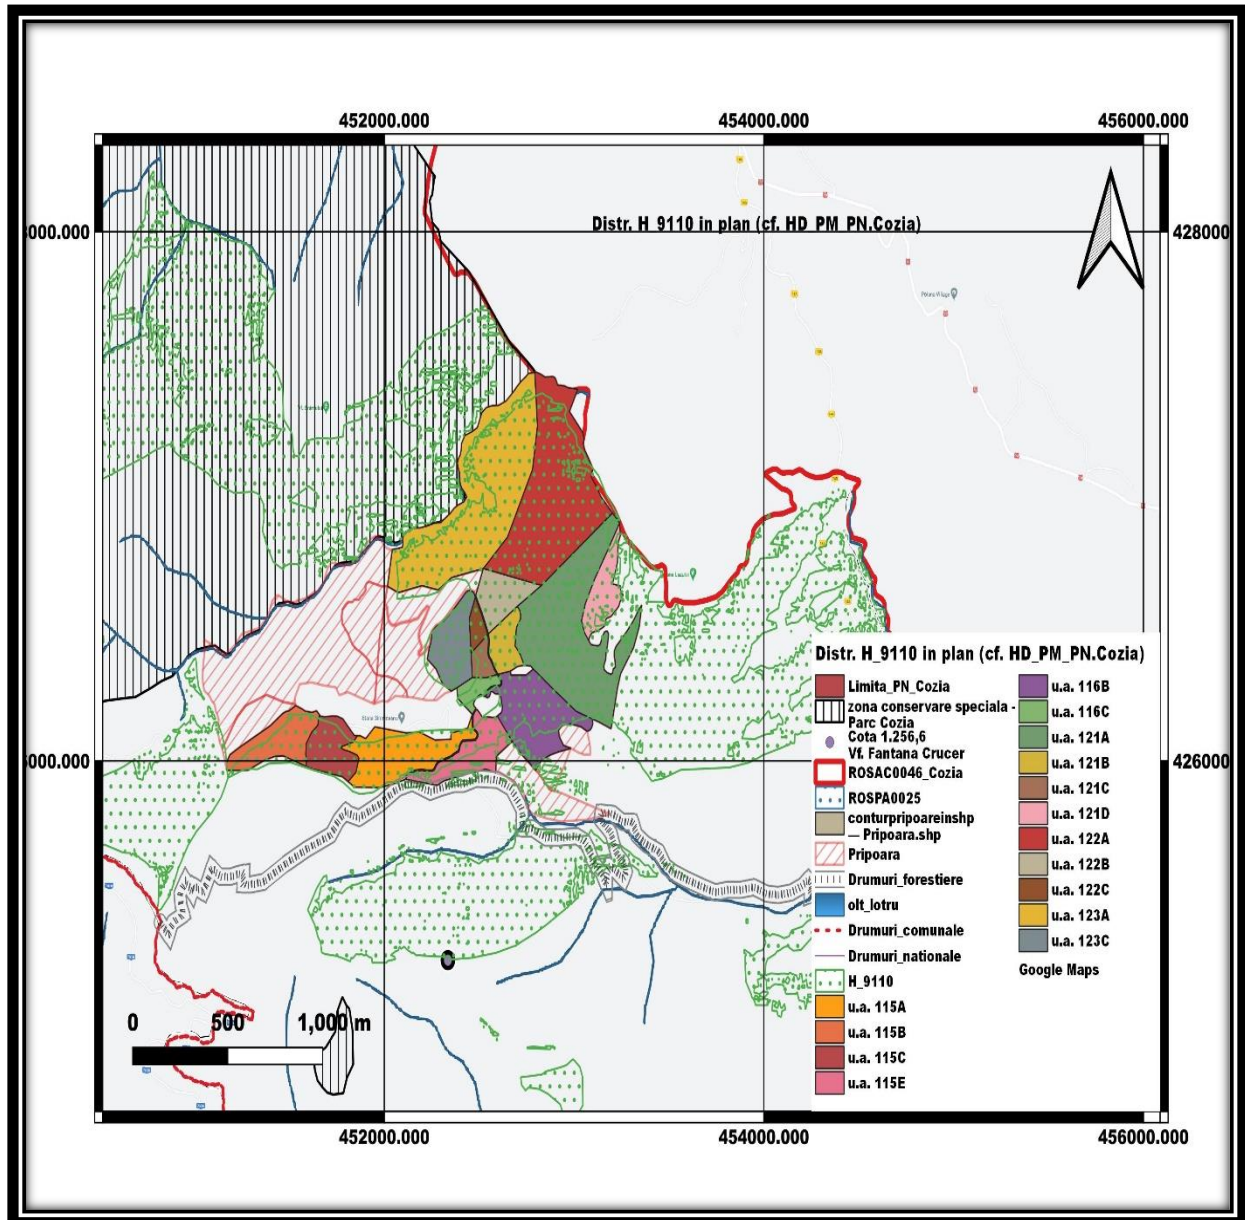 452000.000
454000.000
456000.000
Distr. H_9110 in plan (cf. HD_PM_PN.Cozia)
8000.000
428000
Distr. H_9110 in plan (cf. HD_PM_PN.Cozia)
Limita_PN_Cozia
zona conservare speciala -
Parc Cozia
Cota 1.256,6
Vf. Fantana Crucer
ROSAC0046_Cozia
ROSPA0025
conturpripoareinshp
— Pripoara.shp
Pripoara
Drumuri_forestiere
olt_lotru
Drumuri_comunale
Drumuri_nationale
H_9110
u.a. 115A
u.a. 115B
u.a. 115C
u.a. 115E
u.a. 116B
u.a. 116C
u.a. 121A
u.a. 121B
u.a. 121C
u.a. 121D
u.a. 122A
u.a. 122B
u.a. 122C
u.a. 123A
u.a. 123C
Google Maps
6000.000
426000
0 500 1,000 m
452000.000
454000.000
456000.000